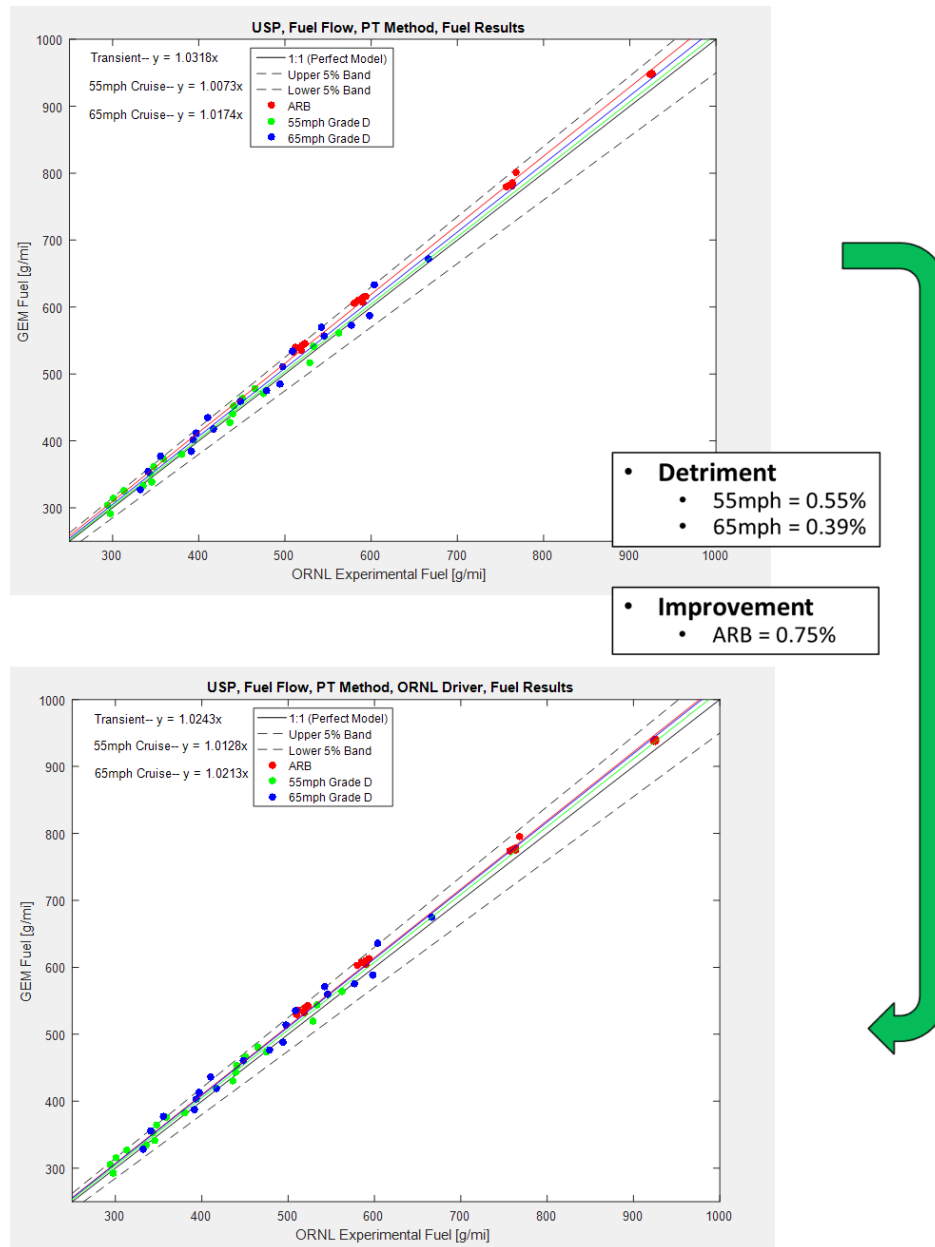 USP, Fuel Flow, PT Method, Fuel Results
Transient-- y = 1.0318x
55mph Cruise-- y = 1.0073x
65mph Cruise-- y = 1.0174x
1:1 (Perfect Model)
Upper 5% Band
Lower 5% Band
ARB
55mph Grade D
65mph Grade D
1000
900
800
700
600
500
400
300
GEM Fuel [g/mi]
300 400 500 600 700 800 900 1000
ORNL Experimental Fuel [g/mi]
• Detriment
• 55mph = 0.55%
• 65mph = 0.39%
• Improvement
• ARB = 0.75%
USP, Fuel Flow, PT Method, ORNL Driver, Fuel Results
Transient-- y = 1.0243x
55mph Cruise-- y = 1.0128x
65mph Cruise-- y = 1.0213x
1:1 (Perfect Model)
Upper 5% Band
Lower 5% Band
ARB
55mph Grade D
65mph Grade D
1000
900
800
700
600
500
400
300
GEM Fuel [g/mi]
300 400 500 600 700 800 900 1000
ORNL Experimental Fuel [g/mi]